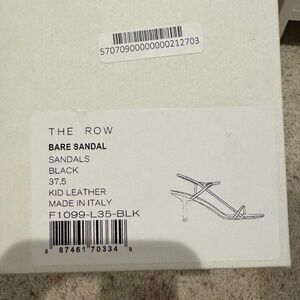 57070900000000212703
THE ROW
BARE SANDAL
SANDALS
BLACK
37,5
KID LEATHER
MADE IN ITALY
F1099-L35-BLK
8 87461 70334 9